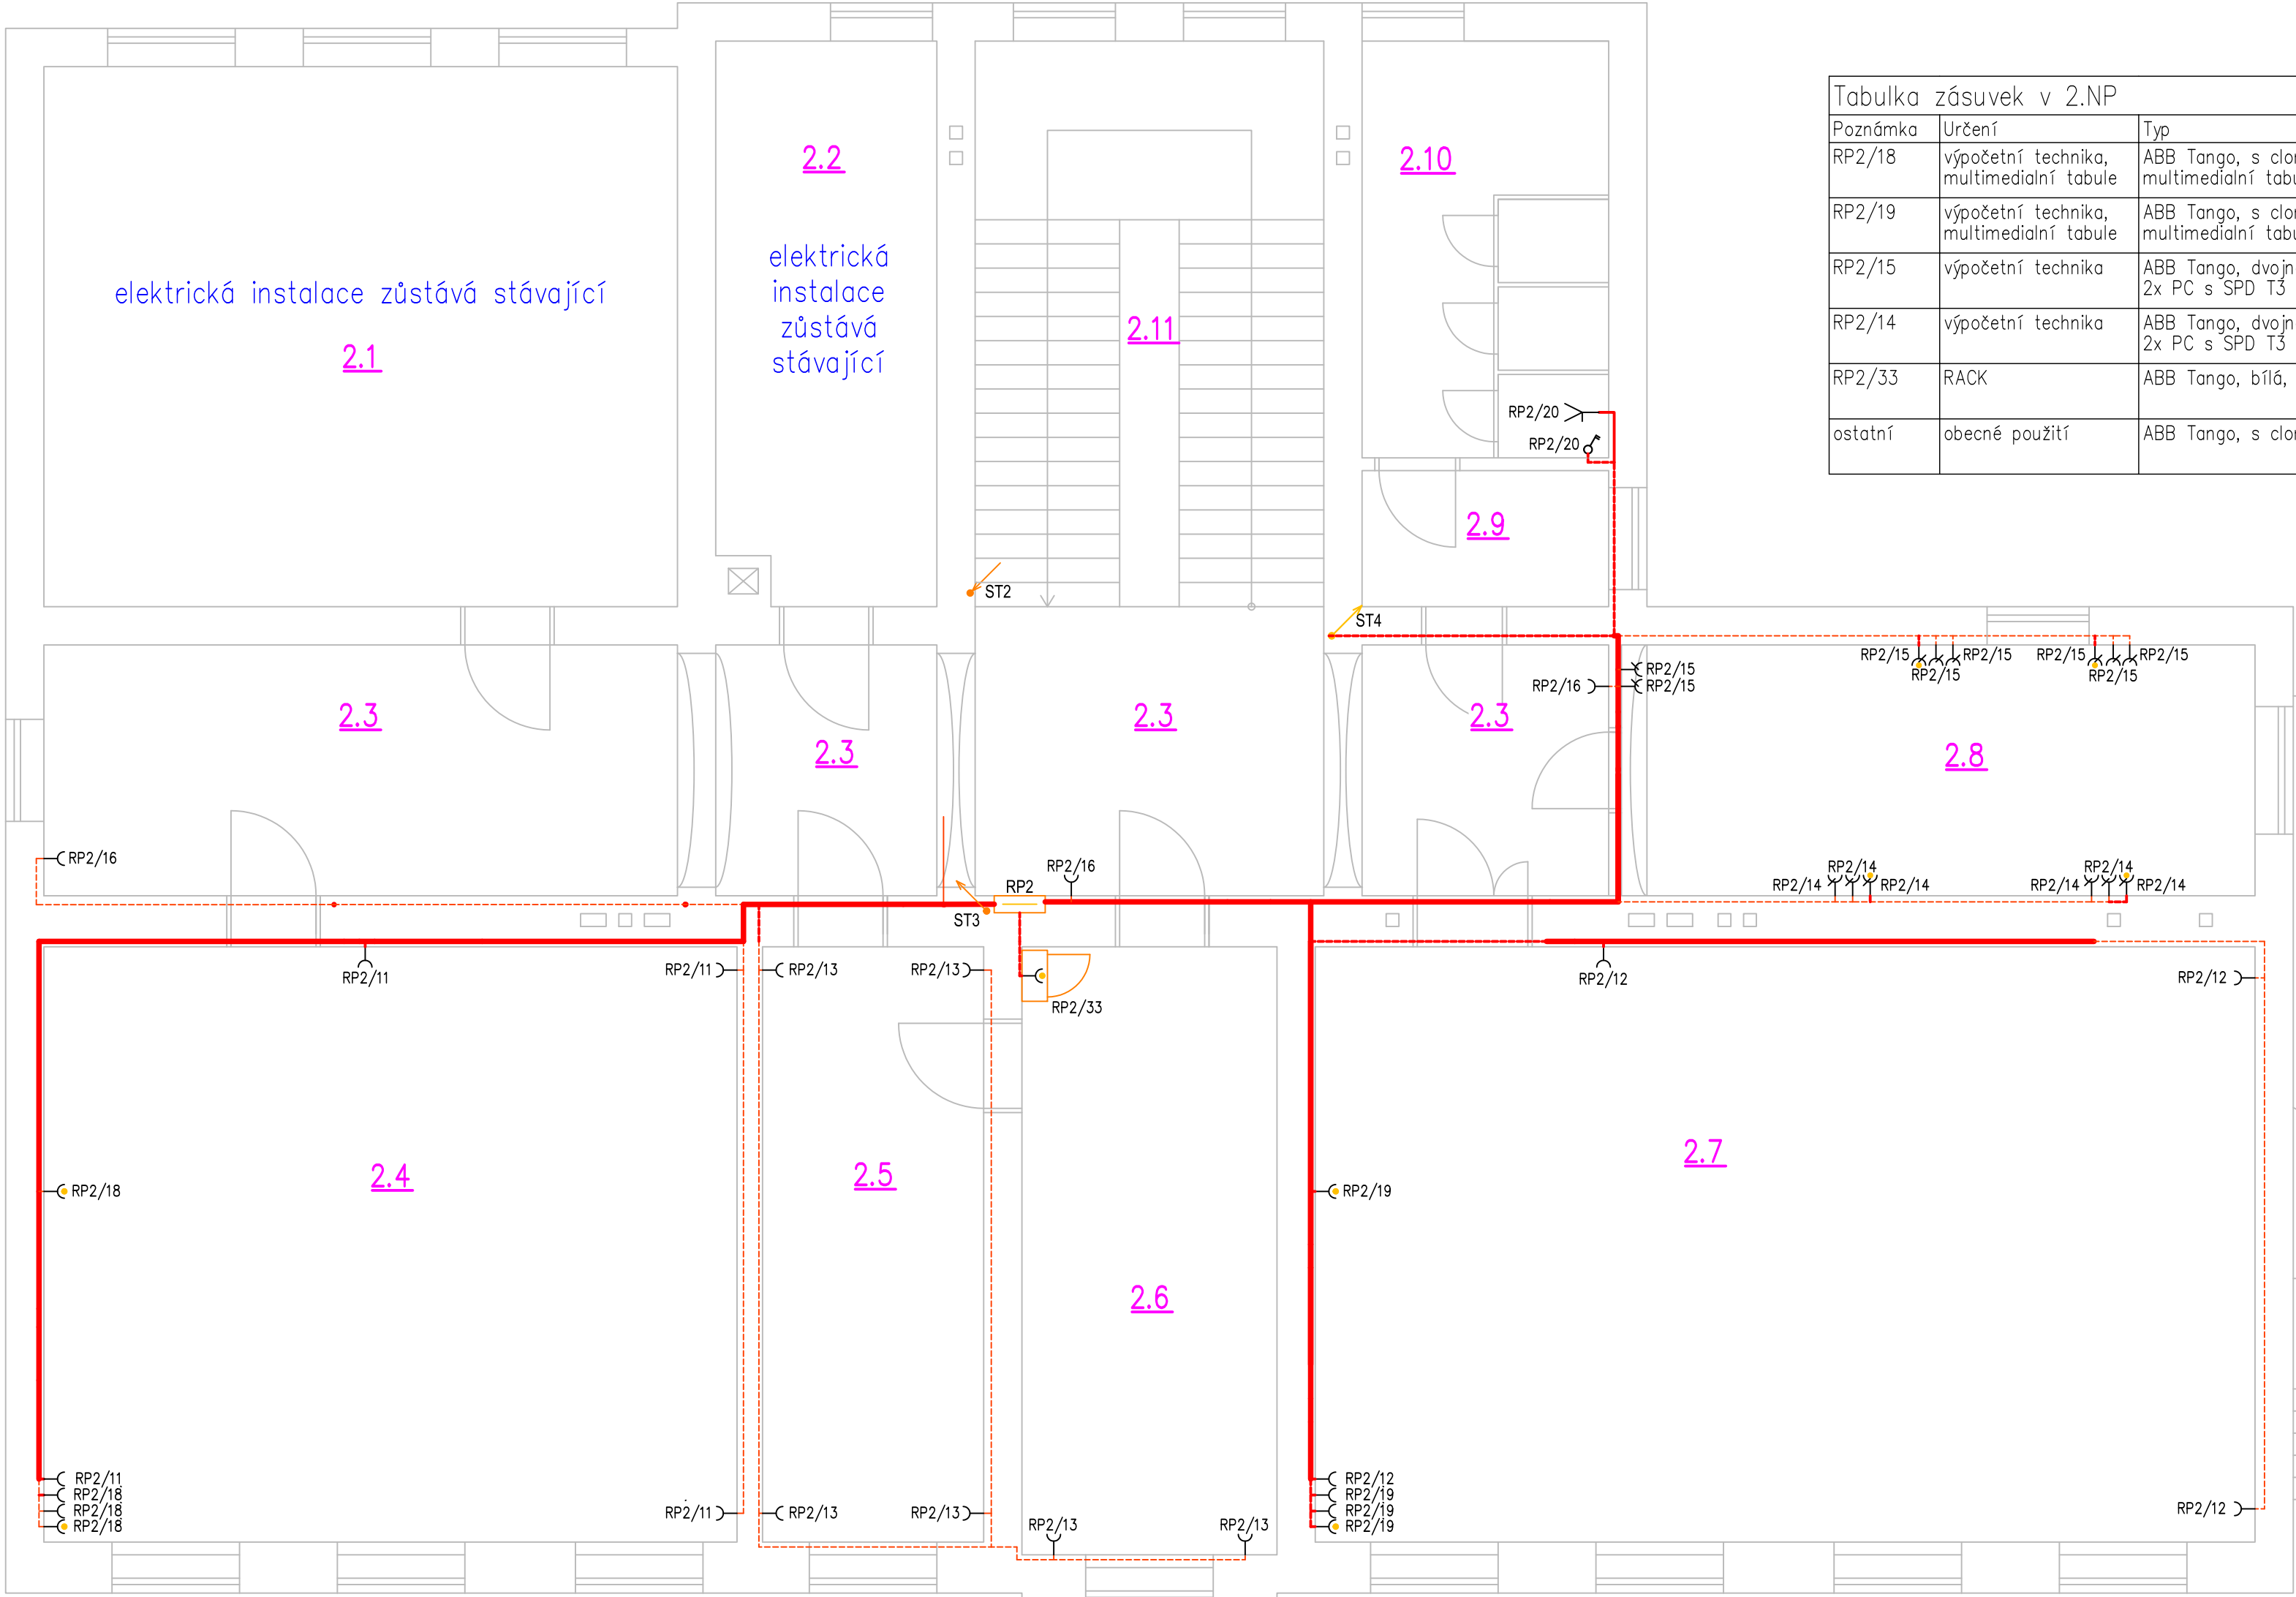 Tabulka zásuvek v 2.NP
Poznámka Určení Typ
RP2/18 výpočetní technika, ABB Tango, s clo
multimedialní tabule multimedialní tab
RP2/19 výpočetní technika, ABB Tango, s clo
multimedialní tabule multimedialní tab
RP2/15 výpočetní technika ABB Tango, dvojn
2x PC s SPD T3
RP2/14 výpočetní technika ABB Tango, dvojn
2x PC s SPD T3
RP2/33 RACK ABB Tango, bílá,
ostatní obecné použití ABB Tango, s clo
2.2
2.10
elektrická
instalace
zůstává
stávající
elektrická instalace zůstává stávající
2.1
2.11
RP2/20
RP2/20
2.9
ST2
ST4
RP2/15 RP2/15 RP2/15 RP2/15
RP2/15 RP2/15
RP2/15
RP2/16 RP2/15
2.3 2.3 2.3
2.3
2.8
RP2/16
RP2/16
RP2/14 RP2/14
RP2
RP2/14 RP2/14 RP2/14 RP2/14
ST3
RP2/11
RP2/11 RP2/13 RP2/13
RP2/33
RP2/12
RP2/12
2.4
2.5
2.7
RP2/18
RP2/19
2.6
RP2/11
RP2/18
RP2/18
RP2/18
RP2/11
RP2/13 RP2/13
RP2/13 RP2/13
RP2/12
RP2/19
RP2/19
RP2/19
RP2/12